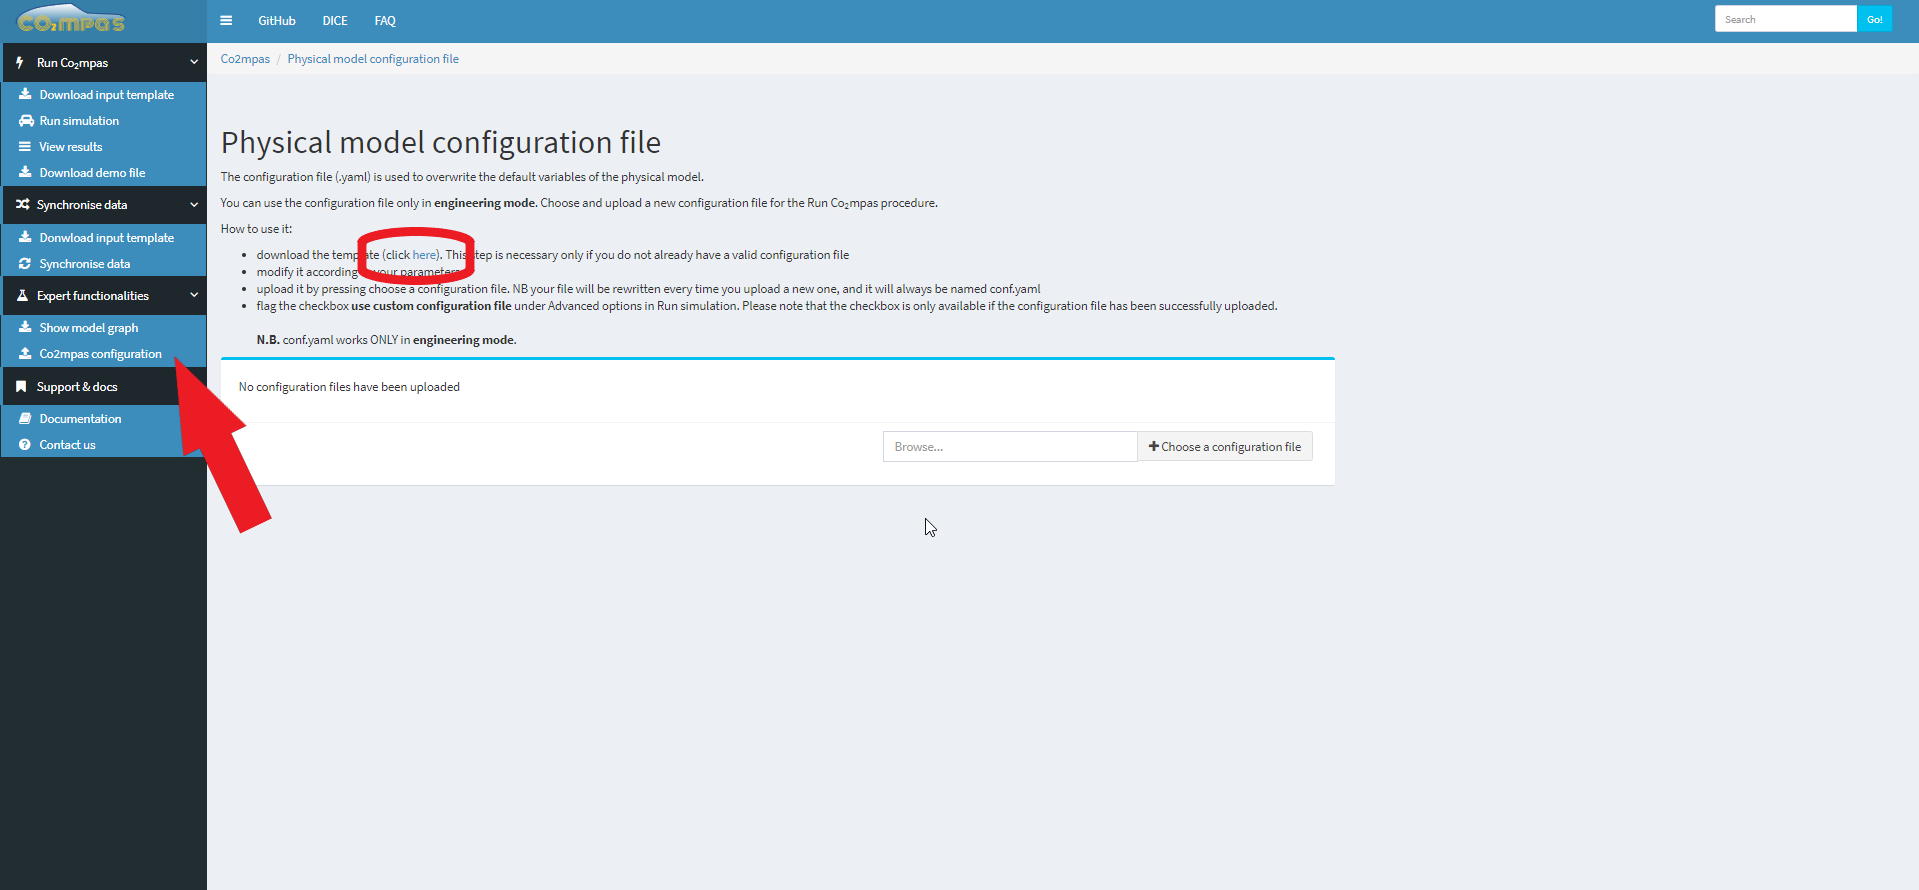 CO2MPAS
GitHub DICE FAQ
Search Go!
Run Co2mpas
Download input template
Run simulation
View results
Download demo file
Synchronise data
Donwload input template
Synchronise data
Expert functionalities
Show model graph
Co2mpas configuration
Support & docs
Documentation
Contact us
Co2mpas / Physical model configuration file
Physical model configuration file
The configuration file (.yaml) is used to overwrite the default variables of the physical model.
You can use the configuration file only in engineering mode. Choose and upload a new configuration file for the Run Co2mpas procedure.
How to use it:
download the template (click here). This step is necessary only if you do not already have a valid configuration file
modify it according your parameters
upload it by pressing choose a configuration file. NB your file will be rewritten every time you upload a new one, and it will always be named conf.yaml
flag the checkbox use custom configuration file under Advanced options in Run simulation. Please note that the checkbox is only available if the configuration file has been successfully uploaded.
N.B. conf.yaml works ONLY in engineering mode.
No configuration files have been uploaded
Browse... Choose a configuration file